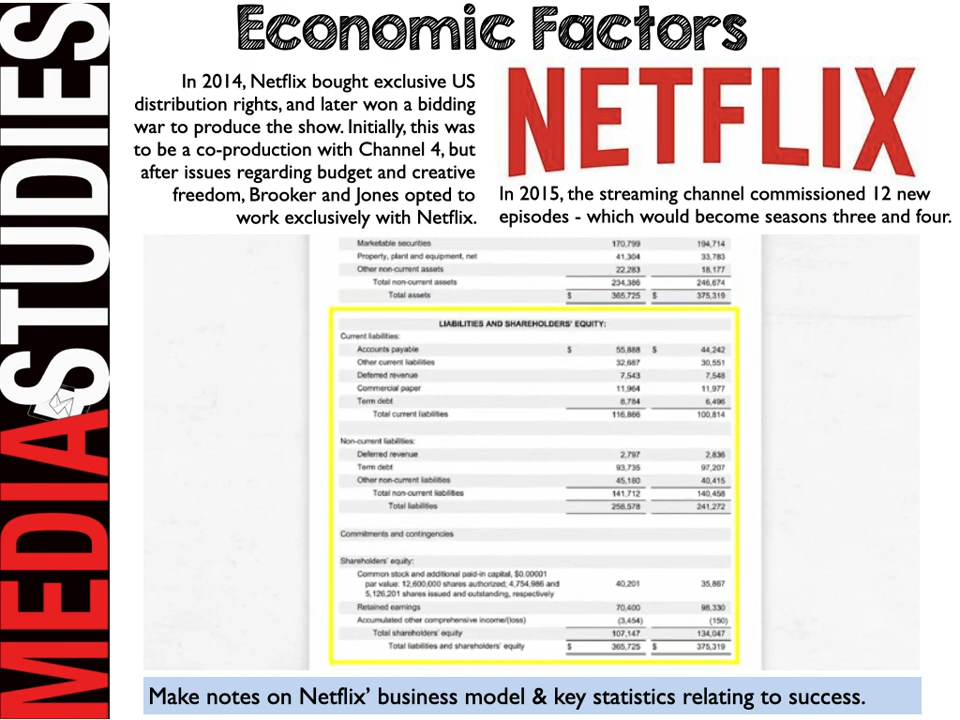 MEDIA STUDIES
Economic Factors
In 2014, Netflix bought exclusive US
distribution rights, and later won a bidding
war to produce the show. Initially, this was
to be a co-production with Channel 4, but
after issues regarding budget and creative
freedom, Brooker and Jones opted to
work exclusively with Netflix.
NETFLIX
In 2015, the streaming channel commissioned 12 new
episodes - which would become seasons three and four.
Marketable securities 170,799 194,714
Property, plant and equipment, net 41,304 33,783
Other non-current assets 22,283 18,177
Total non-current assets 234,386 246,674
Total assets $ 365,725 $ 375,319
LIABILITIES AND SHAREHOLDERS' EQUITY:
Current liabilities:
Accounts payable $ 55,888 $ 44,242
Other current liabilities 32,687 30,551
Deferred revenue 7,543 7,548
Commercial paper 11,964 11,977
Term debt 8,784 6,496
Total current liabilities 116,866 100,814
Non-current liabilities:
Deferred revenue 2,797 2,836
Term debt 93,735 97,207
Other non-current liabilities 45,180 40,415
Total non-current liabilities 141,712 140,458
Total liabilities 258,578 241,272
Commitments and contingencies
Shareholders' equity:
Common stock and additional paid-in capital, $0.00001
par value: 12,600,000 shares authorized; 4,754,986 and
5,126,201 shares issued and outstanding, respectively 40,201 35,867
Retained earnings 70,400 98,330
Accumulated other comprehensive income/(loss) (3,454) (150)
Total shareholders' equity 107,147 134,047
Total liabilities and shareholders' equity $ 365,725 $ 375,319
Make notes on Netflix' business model & key statistics relating to success.